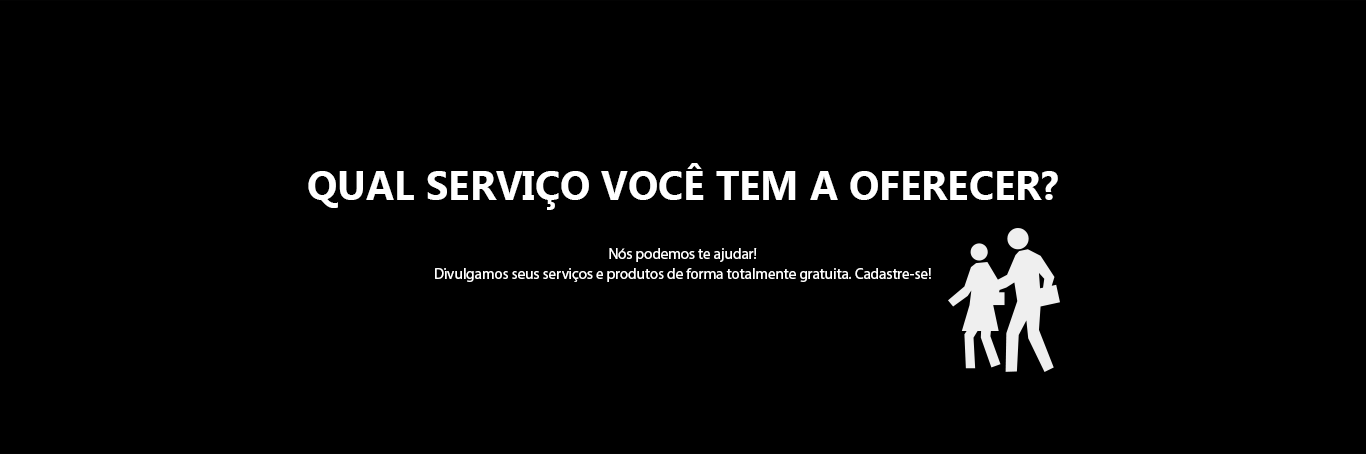 QUAL SERVIÇO VOCÊ TEM A OFERECER?
Nós podemos te ajudar!
Divulgamos seus serviços e produtos de forma totalmente gratuita. Cadastre-se!